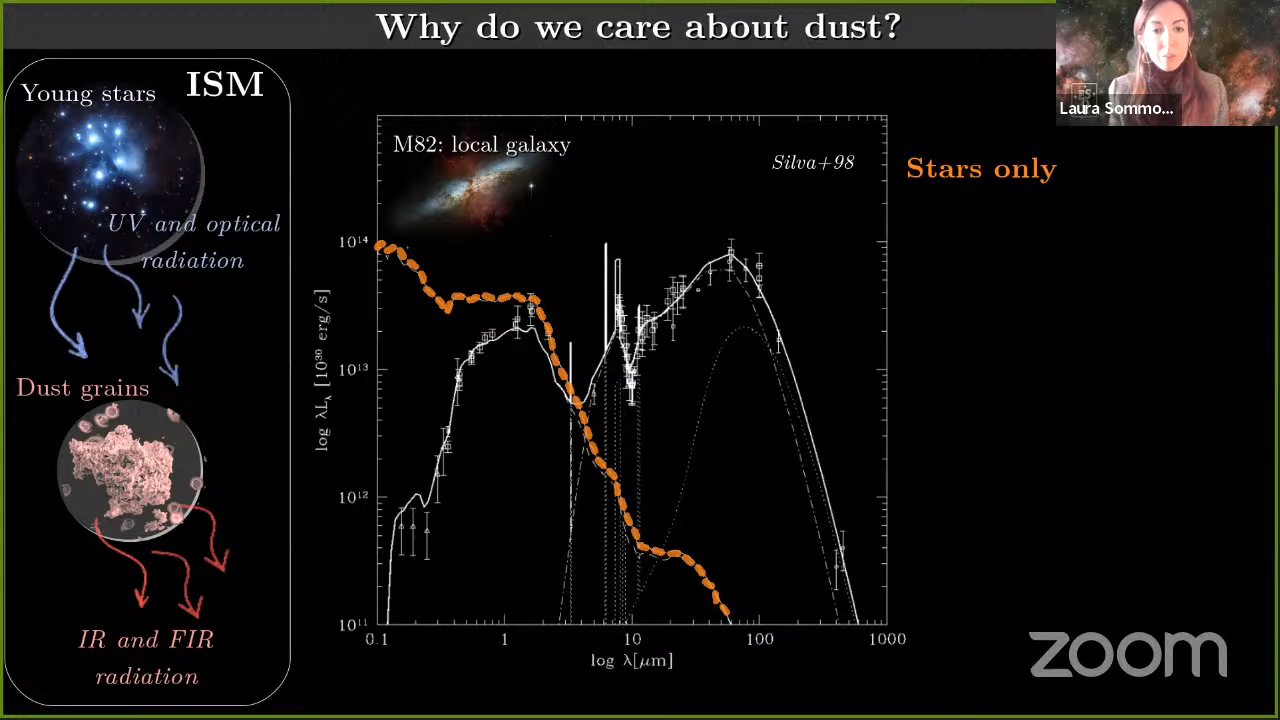 Why do we care about dust?
Laura Sommo...
ISM
Young stars
UV and optical
radiation
Dust grains
IR and FIR
radiation
M82: local galaxy
Silva+98
Stars only
10¹⁴
10¹³
10¹²
10¹¹
log λL_λ [10³⁰ erg/s]
0.1 1 10 100 1000
log λ[μm]
zoom